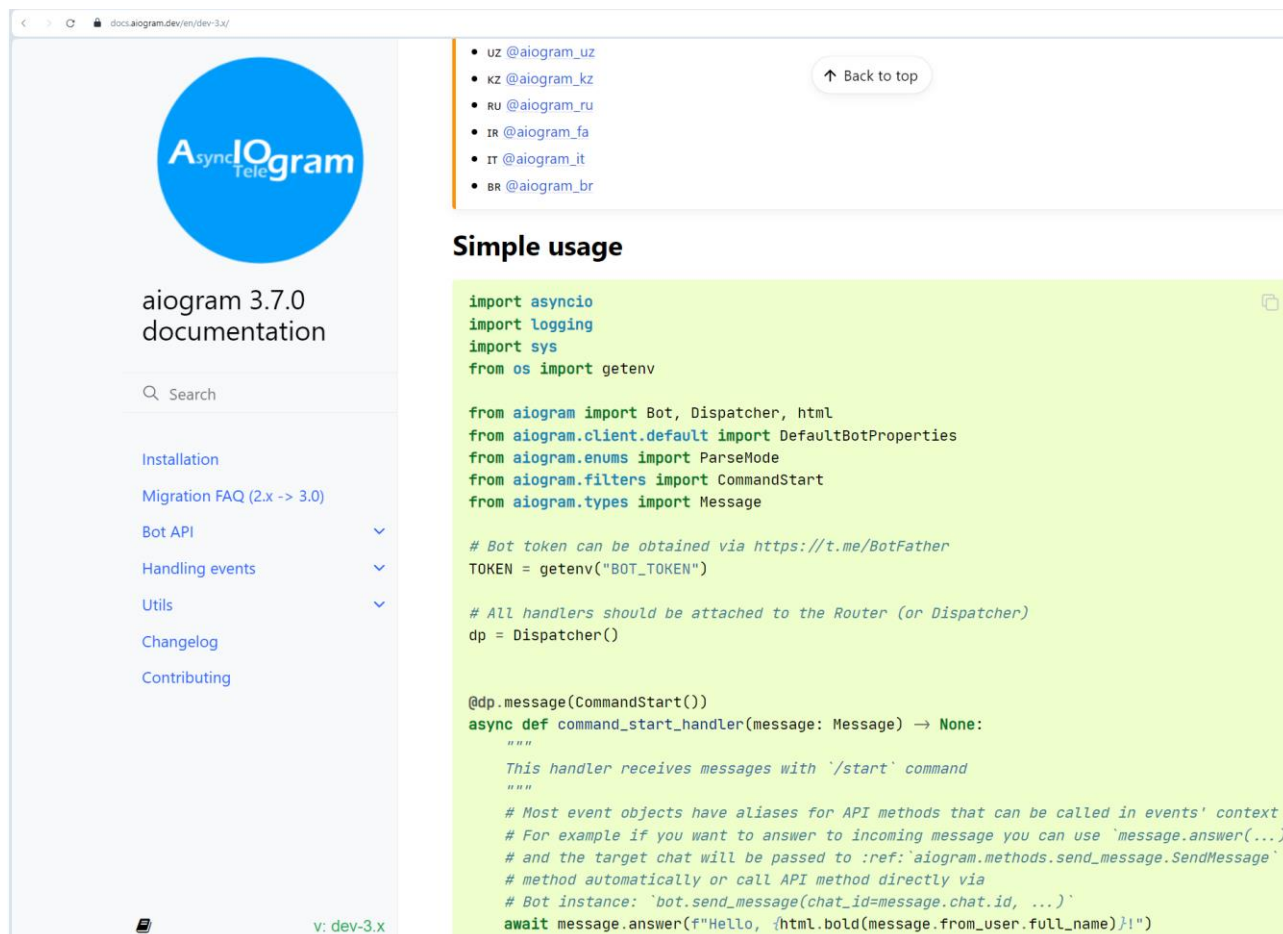 docs.aiogram.dev/en/dev-3.x/
AsyncIOgram
Tele
aiogram 3.7.0
documentation
Search
Installation
Migration FAQ (2.x -> 3.0)
Bot API
Handling events
Utils
Changelog
Contributing
v: dev-3.x
UZ @aiogram_uz
KZ @aiogram_kz
RU @aiogram_ru
IR @aiogram_fa
IT @aiogram_it
BR @aiogram_br
Back to top
Simple usage
import asyncio
import logging
import sys
from os import getenv
from aiogram import Bot, Dispatcher, html
from aiogram.client.default import DefaultBotProperties
from aiogram.enums import ParseMode
from aiogram.filters import CommandStart
from aiogram.types import Message
# Bot token can be obtained via https://t.me/BotFather
TOKEN = getenv("BOT_TOKEN")
# All handlers should be attached to the Router (or Dispatcher)
dp = Dispatcher()
@dp.message(CommandStart())
async def command_start_handler(message: Message) → None:
"""
This handler receives messages with `/start` command
"""
# Most event objects have aliases for API methods that can be called in events' context
# For example if you want to answer to incoming message you can use `message.answer(...)
# and the target chat will be passed to :ref:`aiogram.methods.send_message.SendMessage`
# method automatically or call API method directly via
# Bot instance: `bot.send_message(chat_id=message.chat.id, ...)`
await message.answer(f"Hello, {html.bold(message.from_user.full_name)}!")